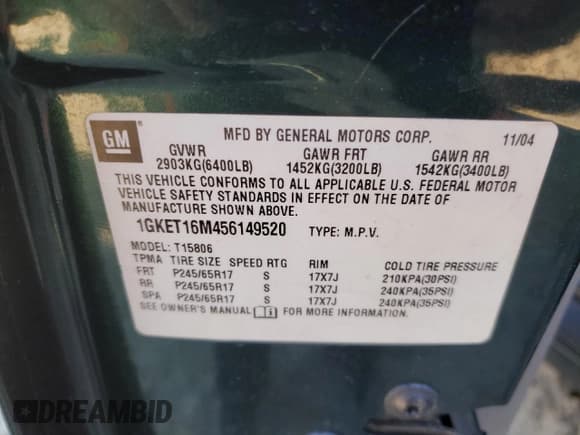 GM
®
MFD BY GENERAL MOTORS CORP. 11/04
GVWR GAWR FRT GAWR RR
2903KG(6400LB) 1452KG(3200LB) 1542KG(3400LB)
THIS VEHICLE CONFORMS TO ALL APPLICABLE U.S. FEDERAL MOTOR
VEHICLE SAFETY STANDARDS IN EFFECT ON THE DATE OF
MANUFACTURE SHOWN ABOVE.
1GKET16M456149520 TYPE: M.P.V.
MODEL: T15806
TPMA TIRE SIZE SPEED RTG RIM COLD TIRE PRESSURE
FRT P245/65R17 S 17X7J 210KPA(30PSI)
RR P245/65R17 S 17X7J 240KPA(35PSI)
SPA P245/65R17 S 17X7J 240KPA(35PSI)
SEE OWNER'S MANUAL i FOR MORE INFORMATION.
DREAMBID